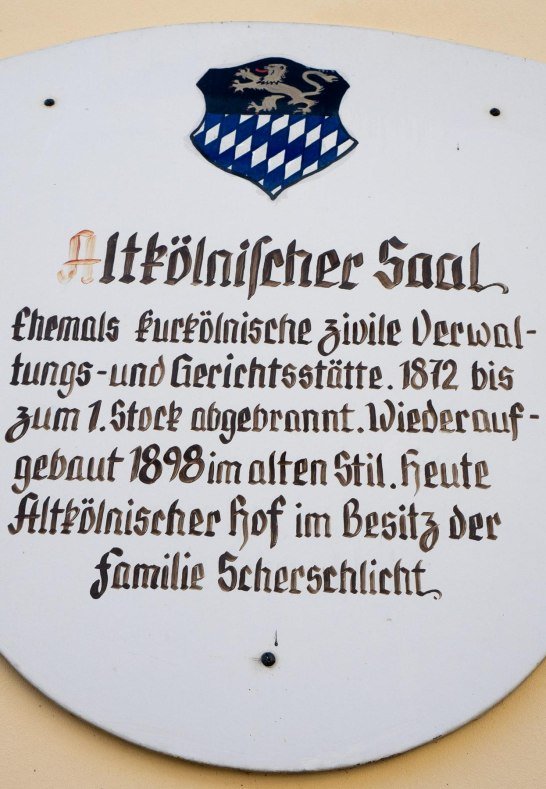 Altkölniſcher Saal
Ehemals kurkölnische zivile Verwal-
tungs-und Gerichtsstätte. 1872 bis
zum 1. Stock abgebrannt. Wiederauf-
gebaut 1898 im alten Stil. Heute
Altkölnischer Hof im Besitz der
Familie Scherschlicht.